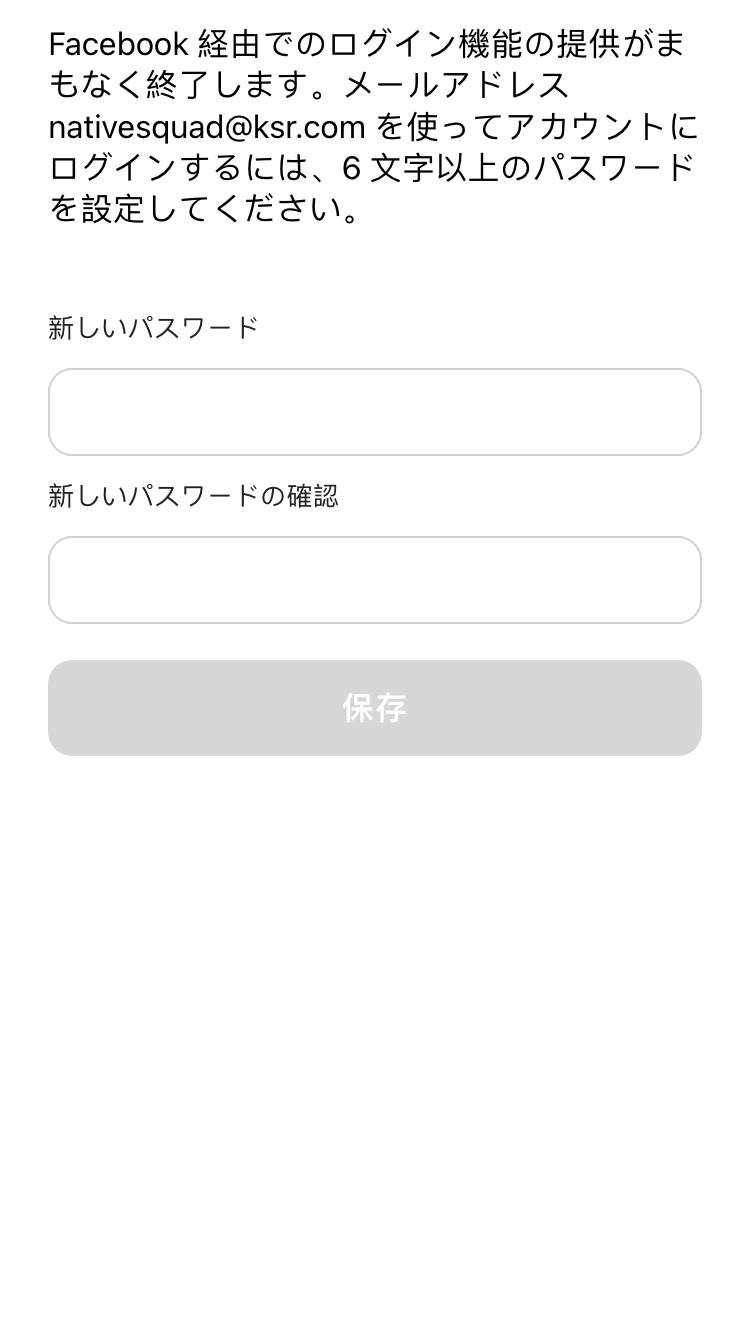 Facebook 経由でのログイン機能の提供がま
もなく終了します。メールアドレス
nativesquad@ksr.com を使ってアカウントに
ログインするには、6 文字以上のパスワード
を設定してください。
新しいパスワード
新しいパスワードの確認
保存